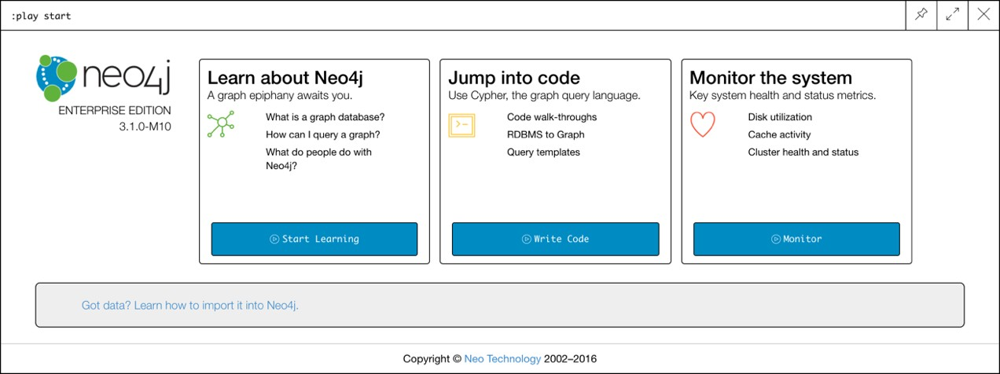 :play start
neo4j
ENTERPRISE EDITION
3.1.0-M10
Learn about Neo4j
A graph epiphany awaits you.
What is a graph database?
How can I query a graph?
What do people do with
Neo4j?
Start Learning
Jump into code
Use Cypher, the graph query language.
Code walk-throughs
RDBMS to Graph
Query templates
Write Code
Monitor the system
Key system health and status metrics.
Disk utilization
Cache activity
Cluster health and status
Monitor
Got data? Learn how to import it into Neo4j.
Copyright © Neo Technology 2002–2016